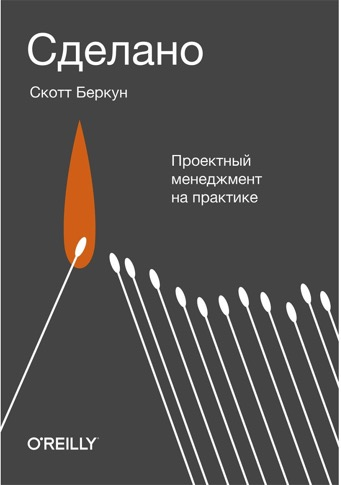 Сделано
Скотт Беркун
Проектный
менеджмент
на практике
O'REILLY